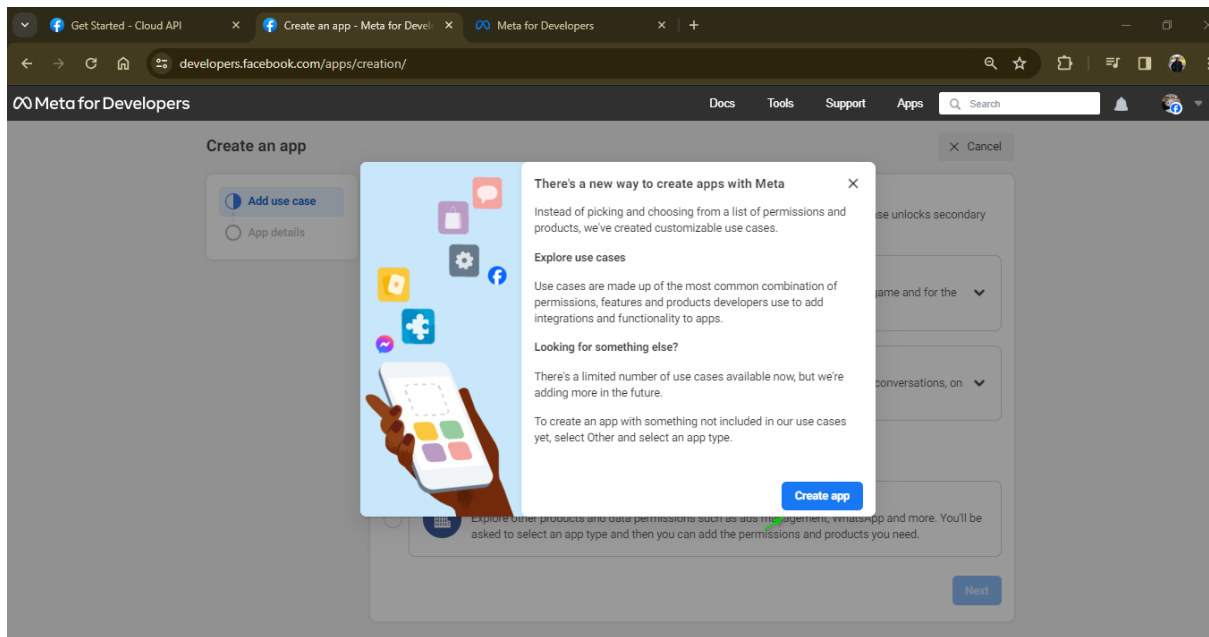 Get Started - Cloud API
Create an app - Meta for Devel
Meta for Developers
developers.facebook.com/apps/creation/
Meta for Developers
Docs
Tools
Support
Apps
Search
Create an app
Cancel
Add use case
App details
There's a new way to create apps with Meta
Instead of picking and choosing from a list of permissions and
products, we've created customizable use cases.
Explore use cases
Use cases are made up of the most common combination of
permissions, features and products developers use to add
integrations and functionality to apps.
Looking for something else?
There's a limited number of use cases available now, but we're
adding more in the future.
To create an app with something not included in our use cases
yet, select Other and select an app type.
Create app
se unlocks secondary
ame and for the
conversations, on
Explore other products and data permissions such as ads management, WhatsApp and more. You'll be
asked to select an app type and then you can add the permissions and products you need.
Next